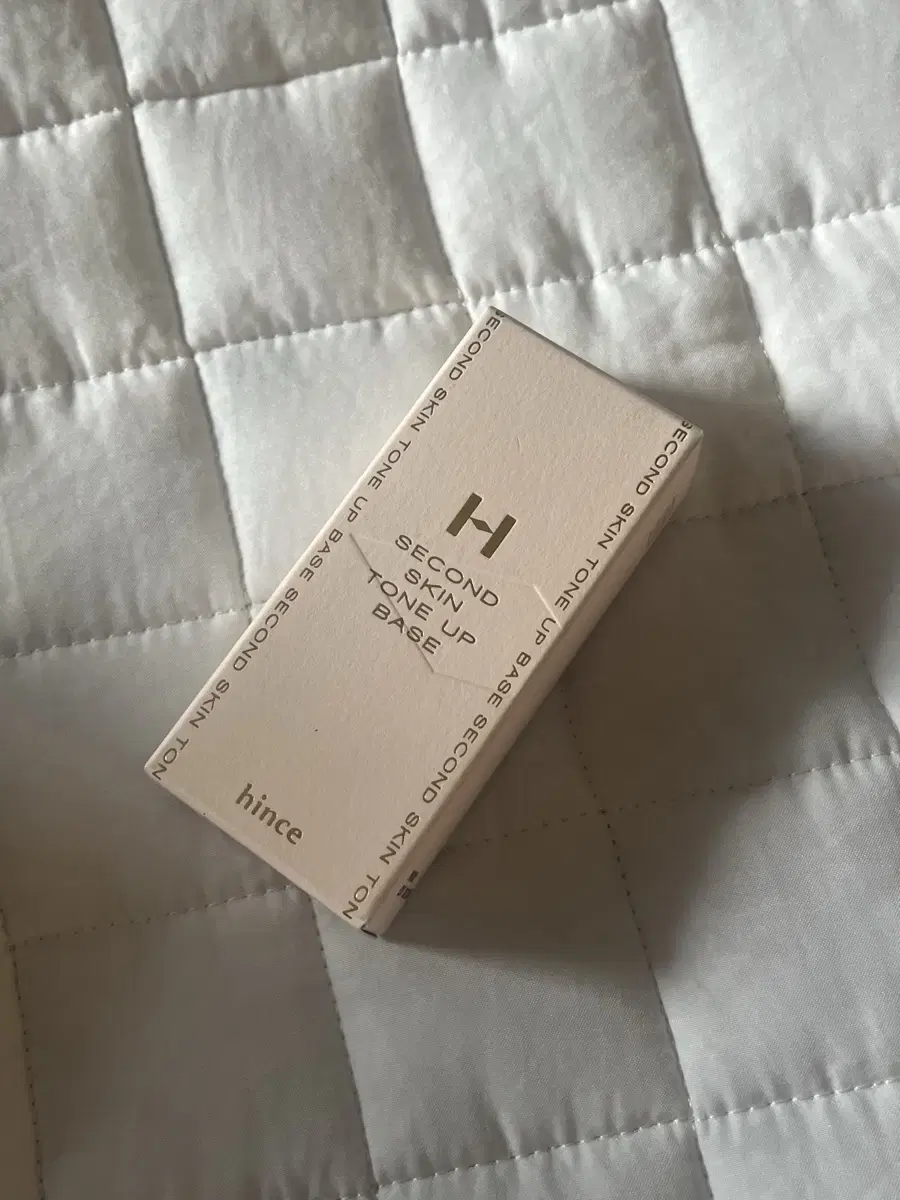 SECOND SKIN TONE UP BASE SECOND SKIN TON
H
SECOND
SKIN
TONE UP
BASE
hince
SECOND SKIN TONE UP BASE SECOND SKIN TON